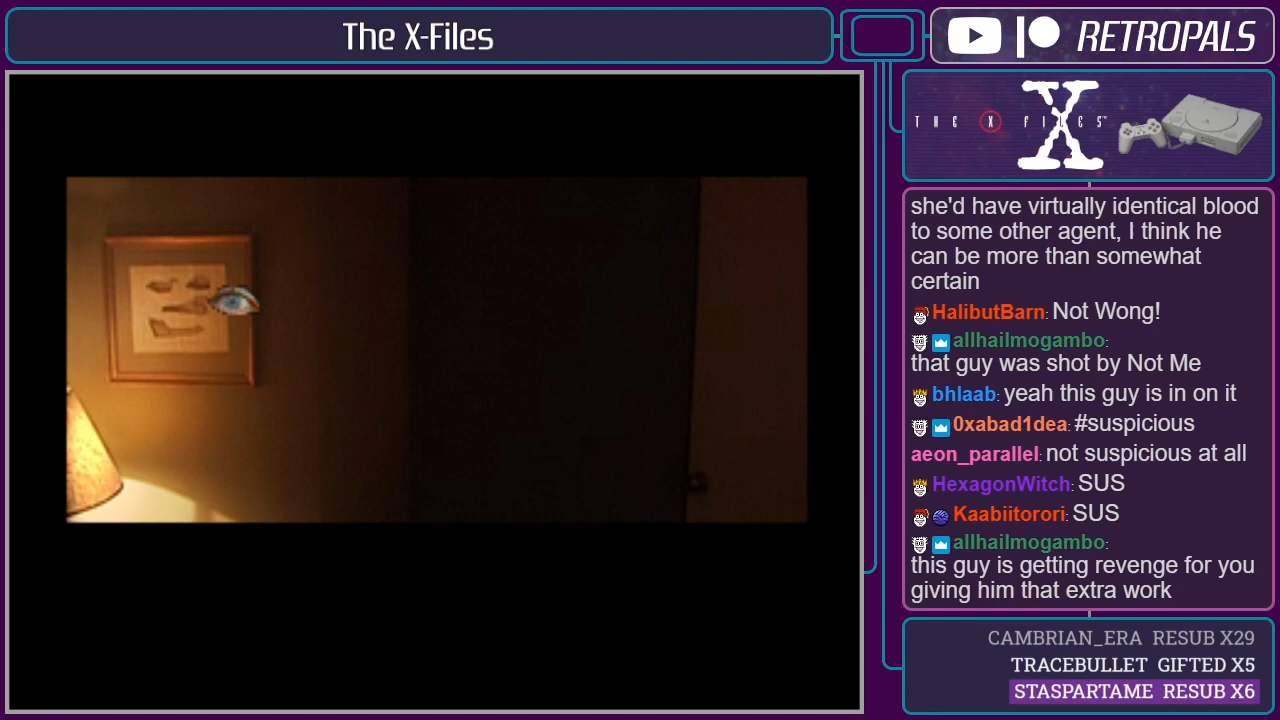 The X-Files
RETROPALS
THE X FILES™
X
she'd have virtually identical blood
to some other agent, I think he
can be more than somewhat
certain
HalibutBarn: Not Wong!
allhailmogambo:
that guy was shot by Not Me
bhlaab: yeah this guy is in on it
0xabad1dea: #suspicious
aeon_parallel: not suspicious at all
HexagonWitch: SUS
Kaabiitorori: SUS
allhailmogambo:
this guy is getting revenge for you
giving him that extra work
CAMBRIAN_ERA RESUB X29
TRACEBULLET GIFTED X5
STASPARTAME RESUB X6